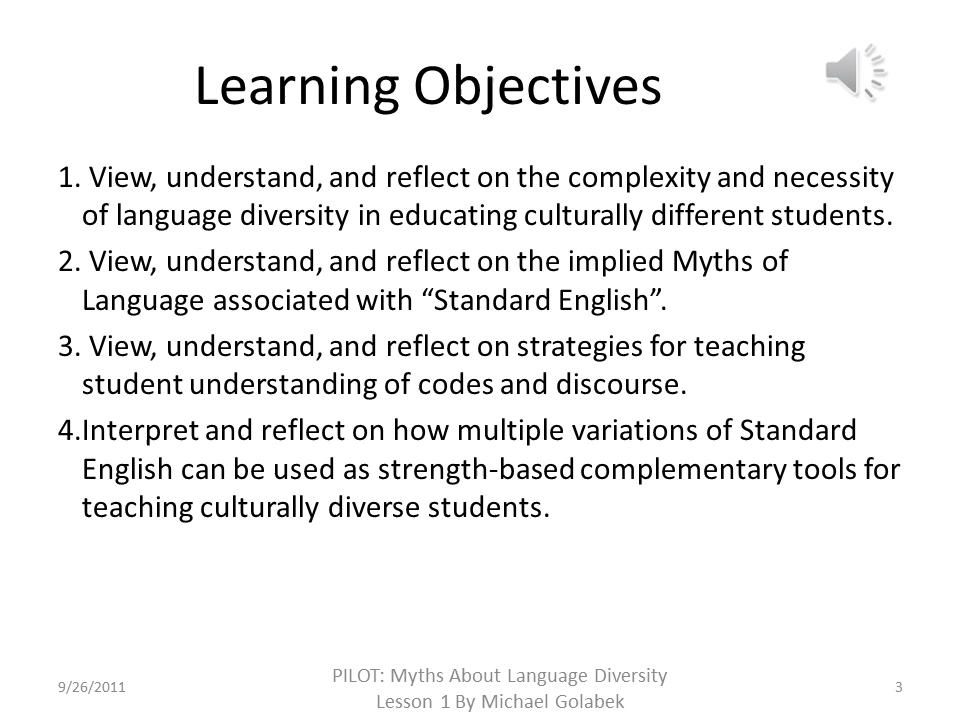 Learning Objectives
1. View, understand, and reflect on the complexity and necessity
of language diversity in educating culturally different students.
2. View, understand, and reflect on the implied Myths of
Language associated with “Standard English”.
3. View, understand, and reflect on strategies for teaching
student understanding of codes and discourse.
4.Interpret and reflect on how multiple variations of Standard
English can be used as strength-based complementary tools for
teaching culturally diverse students.
9/26/2011
PILOT: Myths About Language Diversity
Lesson 1 By Michael Golabek
3